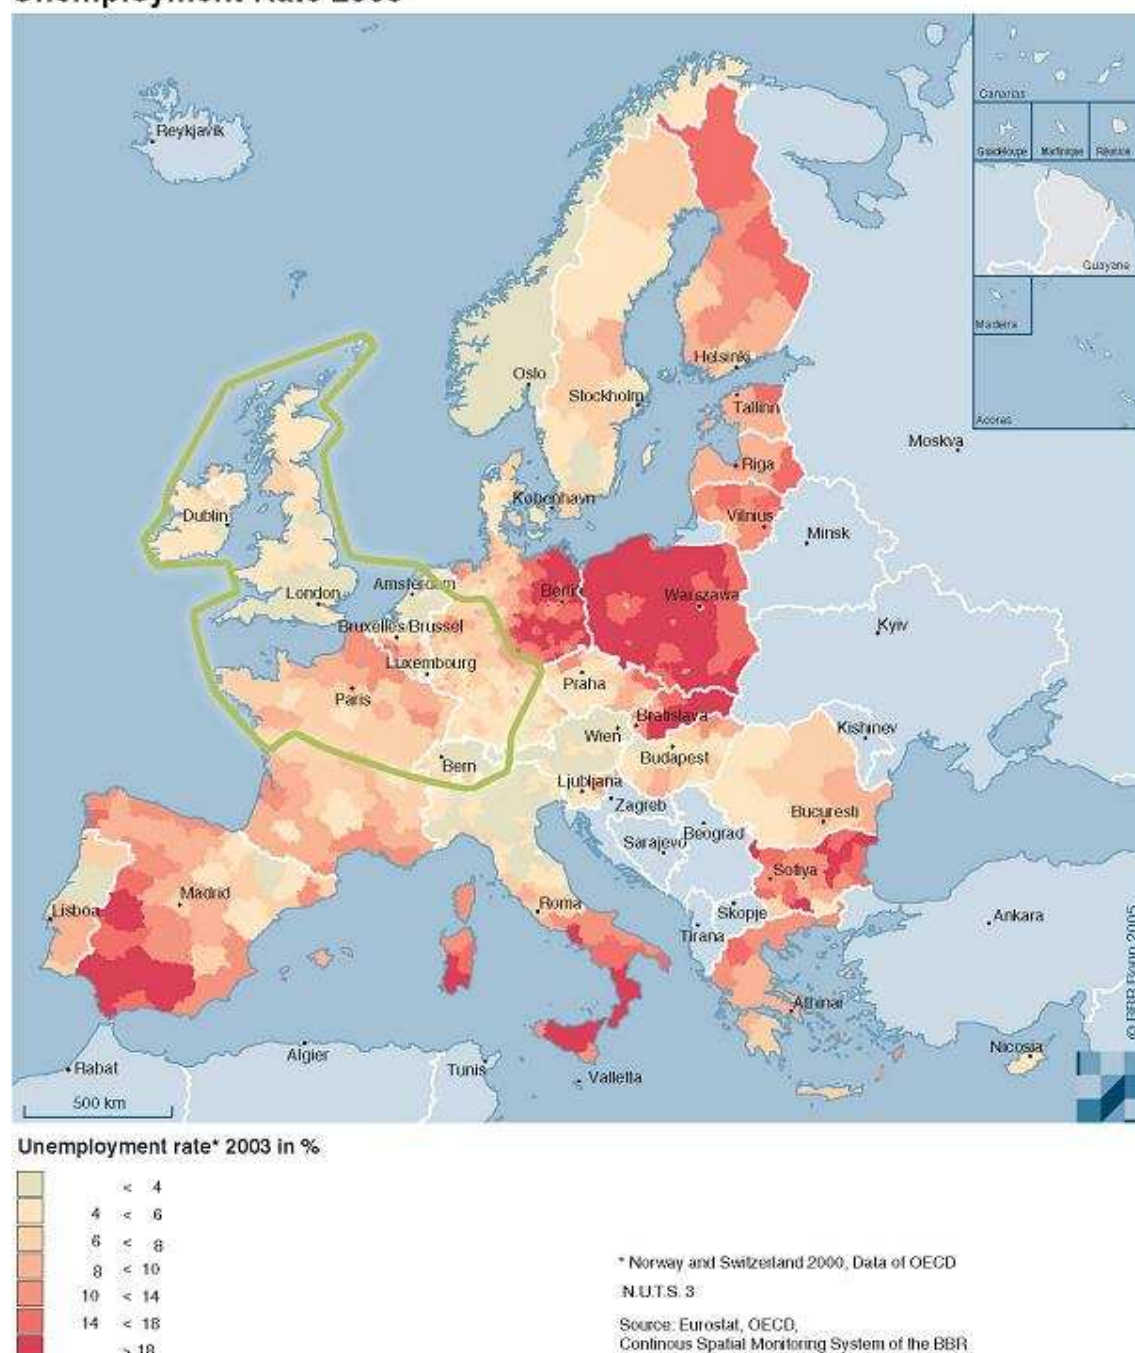 Unemployment Rate 2003
Reykjavik
Canarias
Guadeloupe
Martinique
Réunion
Guayane
Madeira
Acores
Oslo
Helsinki
Stockholm
Tallinn
Moskva
Riga
Dublin
København
Vilnius
Minsk
London
Amsterdam
Berlin
Warszawa
Bruxelles/Brussel
Kyiv
Luxembourg
Praha
Paris
Bratislava
Wien
Kishinev
Bern
Budapest
Ljubljana
Zagreb
Bucuresti
Sarajevo
Beograd
Sofiya
Madrid
Lisboa
Roma
Skopje
Ankara
Tirana
Athinai
Nicosia
Algier
Rabat
Tunis
Valletta
500 km
© BBR Bonn 2005
Unemployment rate* 2003 in %
< 4
4 < 6
6 < 8
8 < 10
10 < 14
14 < 18
> 18
* Norway and Switzerland 2000, Data of OECD
N.U.T.S. 3
Source: Eurostat, OECD,
Continous Spatial Monitoring System of the BBR